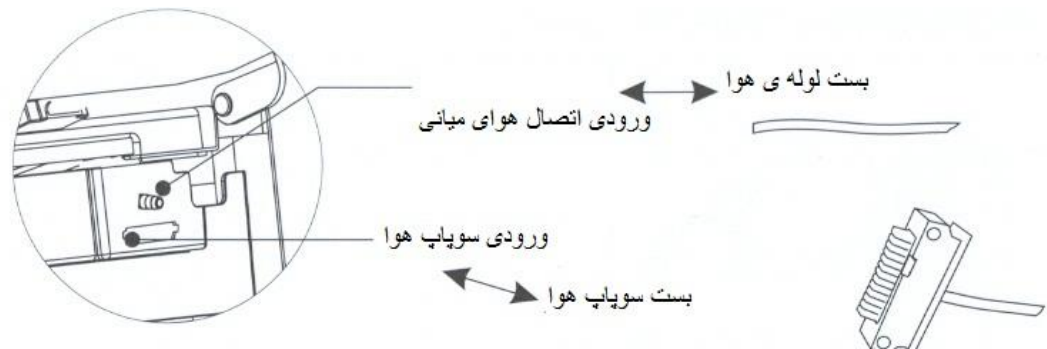 بست لوله ی هوا
ورودی اتصال هوای میانی
ورودی سوپاپ هوا
بست سوپاپ هوا